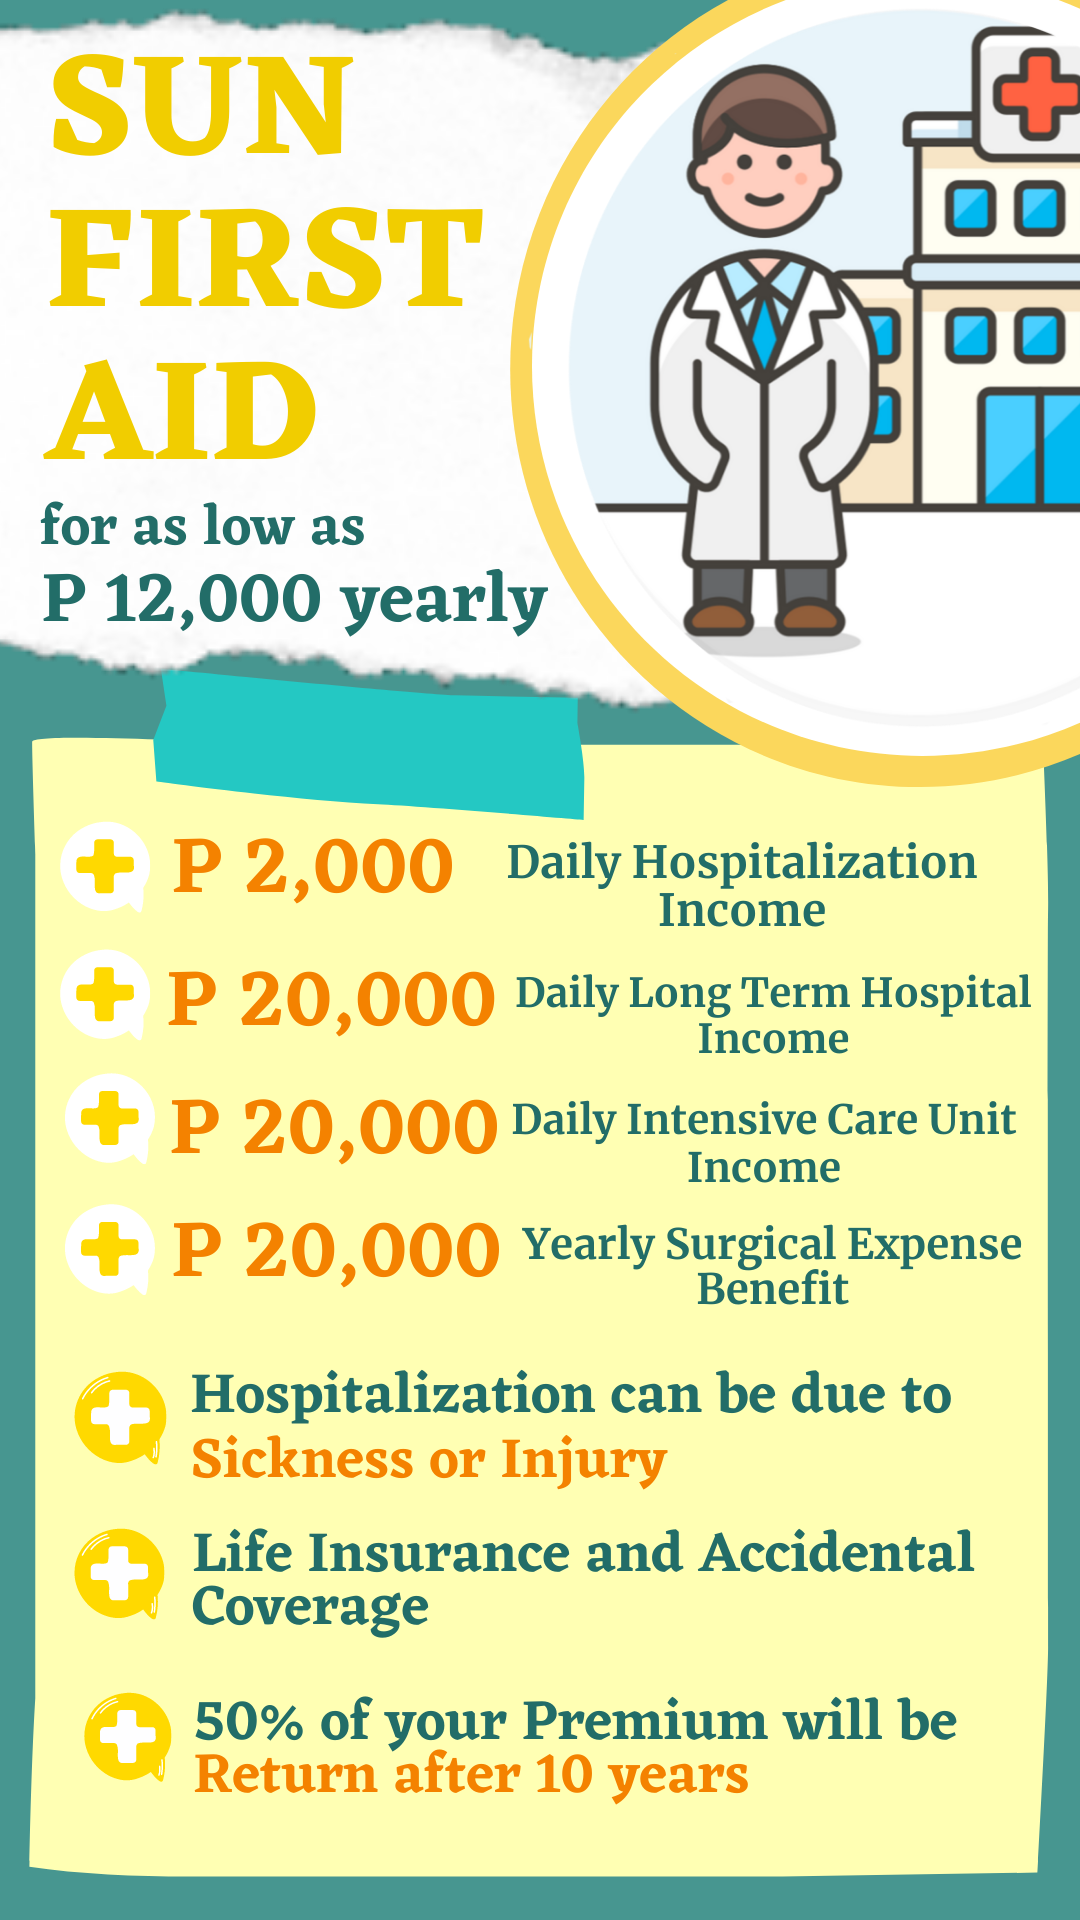 SUN
FIRST
AID
for as low as
P 12,000 yearly
P 2,000 Daily Hospitalization
Income
P 20,000 Daily Long Term Hospital
Income
P 20,000 Daily Intensive Care Unit
Income
P 20,000 Yearly Surgical Expense
Benefit
Hospitalization can be due to
Sickness or Injury
Life Insurance and Accidental
Coverage
50% of your Premium will be
Return after 10 years